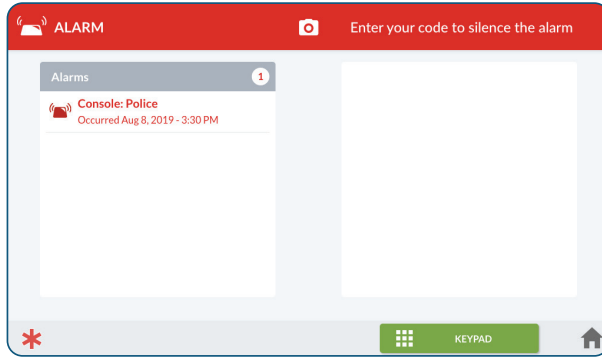 ALARM
Enter your code to silence the alarm
Alarms 1
Console: Police
Occurred Aug 8, 2019 - 3:30 PM
KEYPAD